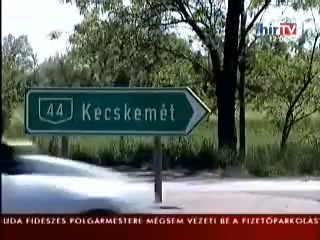 hírTV
44 Kecskemét
UDA FIDESZES POLGÁRMESTERE MÉGSEM VEZETI BE A FIZETŐPARKOLÁST